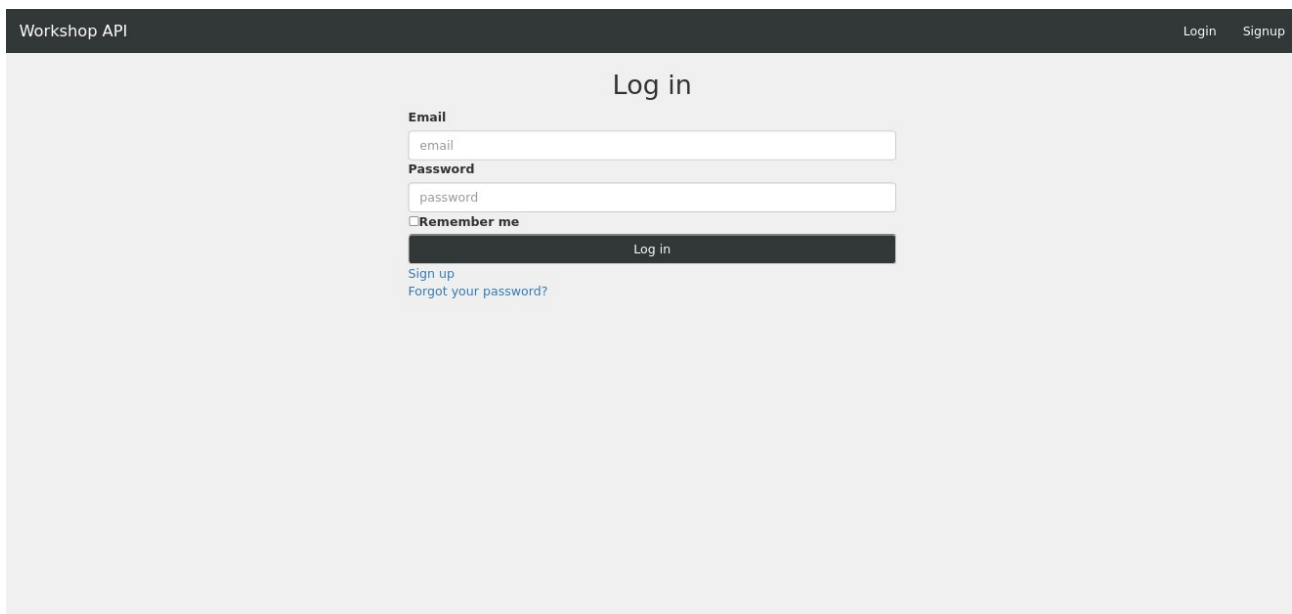 Workshop API Login Signup
Log in
Email
email
Password
password
Remember me
Log in
Sign up
Forgot your password?